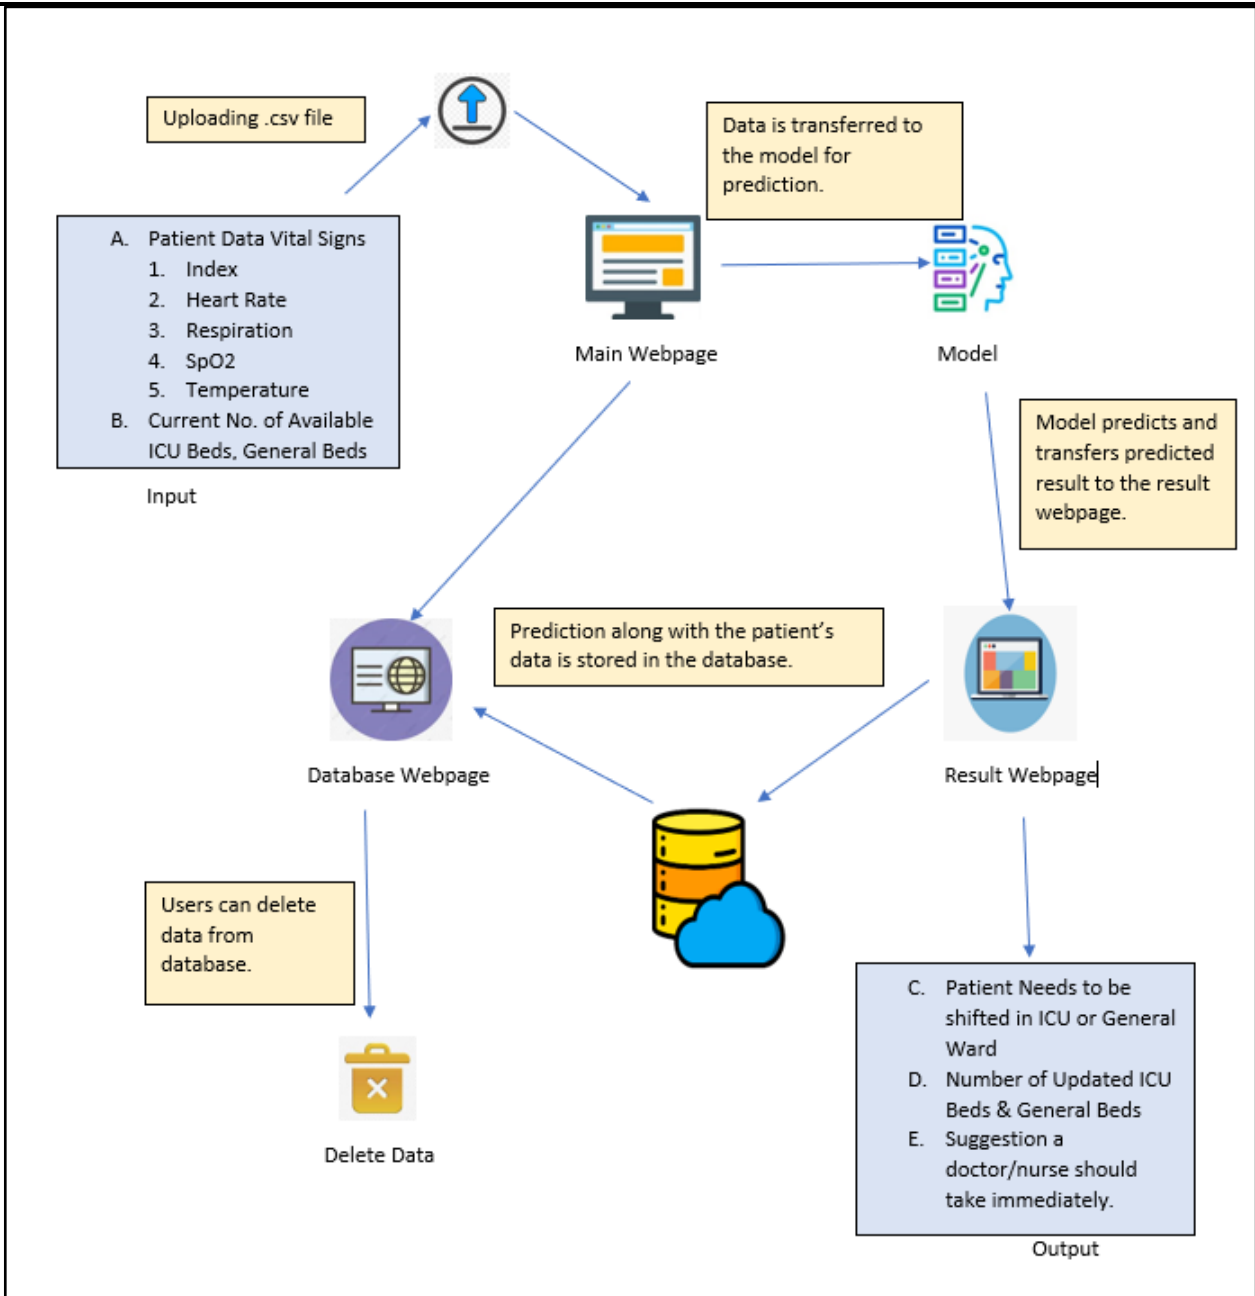 Uploading .csv file
Data is transferred to
the model for
prediction.
A. Patient Data Vital Signs
1. Index
2. Heart Rate
3. Respiration
4. SpO2
5. Temperature
B. Current No. of Available
ICU Beds, General Beds
Input
Main Webpage
Model
Model predicts and
transfers predicted
result to the result
webpage.
Prediction along with the patient’s
data is stored in the database.
Database Webpage
Result Webpage
Users can delete
data from
database.
Delete Data
C. Patient Needs to be
shifted in ICU or General
Ward
D. Number of Updated ICU
Beds & General Beds
E. Suggestion a
doctor/nurse should
take immediately.
Output